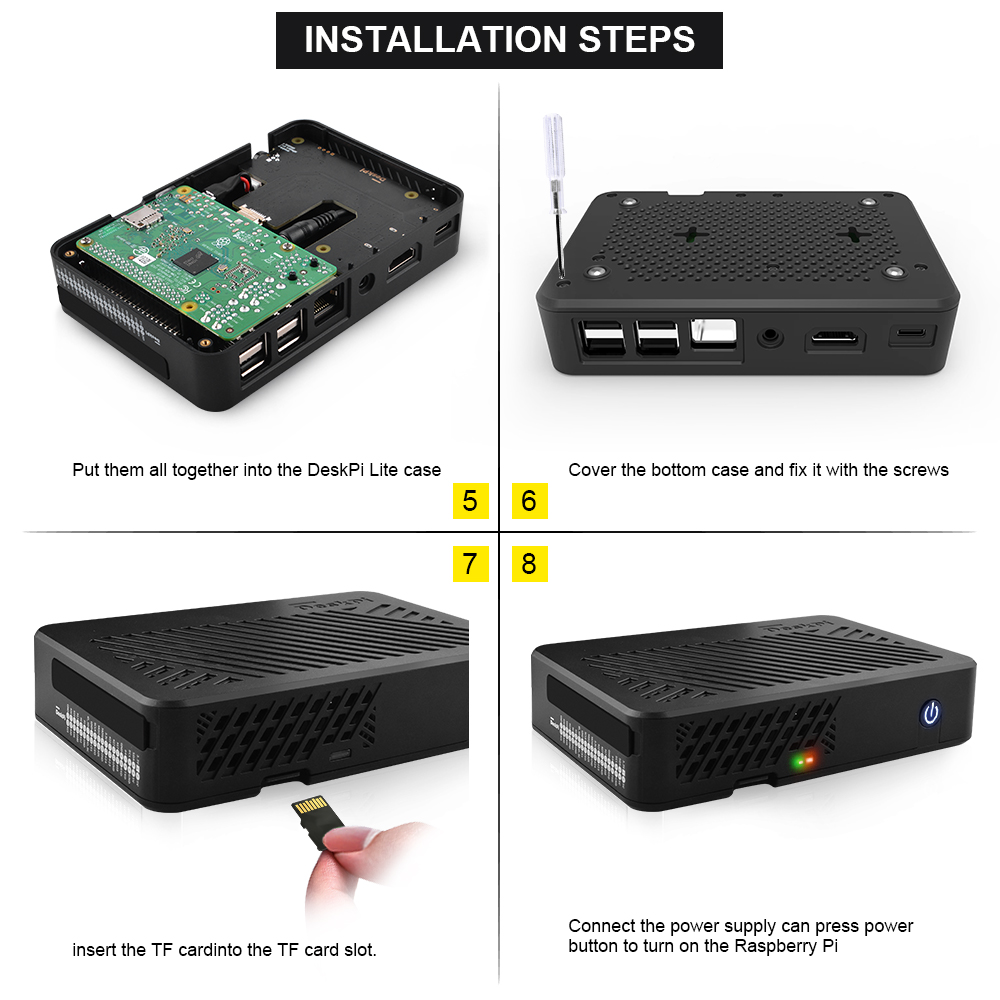 INSTALLATION STEPS
Put them all together into the DeskPi Lite case
5
Cover the bottom case and fix it with the screws
6
7
DeskPi
insert the TF cardinto the TF card slot.
8
DeskPi
Connect the power supply can press power
button to turn on the Raspberry Pi